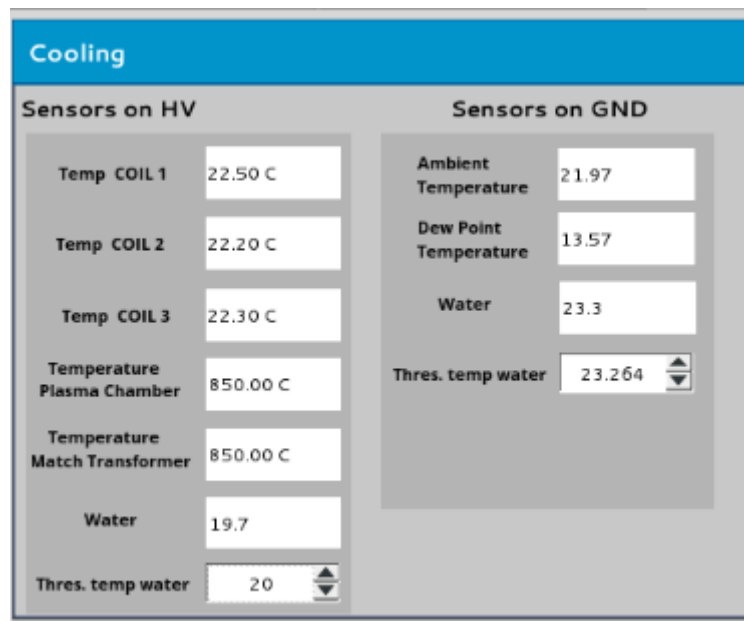 Cooling
Sensors on HV
Temp COIL 1 22.50 C
Temp COIL 2 22.20 C
Temp COIL 3 22.30 C
Temperature
Plasma Chamber 850.00 C
Temperature
Match Transformer 850.00 C
Water 19.7
Thres. temp water 20
Sensors on GND
Ambient
Temperature 21.97
Dew Point
Temperature 13.57
Water 23.3
Thres. temp water 23.264